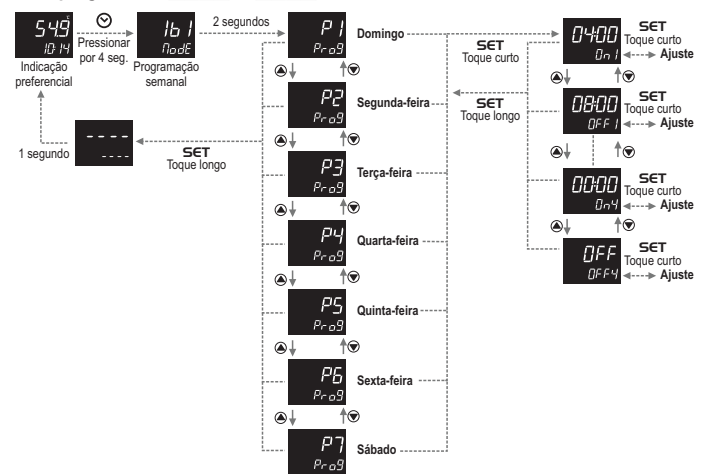 54.9
10:14
Indicação
preferencial
Pressionar
por 4 seg.
1b1
ModE
Programação
semanal
2 segundos
P1
Prog
Domingo
P2
Prog
Segunda-feira
P3
Prog
Terça-feira
P4
Prog
Quarta-feira
P5
Prog
Quinta-feira
P6
Prog
Sexta-feira
P7
Prog
Sábado
- - - -
- - - -
1 segundo
SET
Toque longo
SET
Toque curto
SET
Toque longo
04:00
On1
SET
Toque curto
Ajuste
08:00
OFF1
SET
Toque curto
Ajuste
00:00
On4
SET
Toque curto
Ajuste
OFF
OFF4
SET
Toque curto
Ajuste